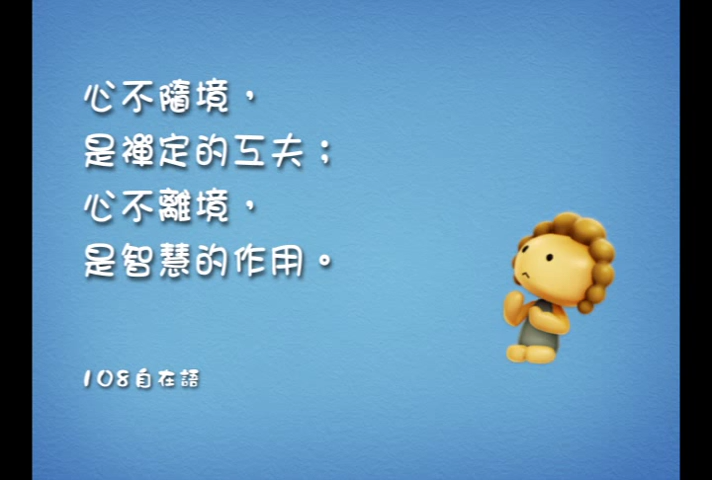 心不隨境，
是禪定的工夫；
心不離境，
是智慧的作用。
108自在語